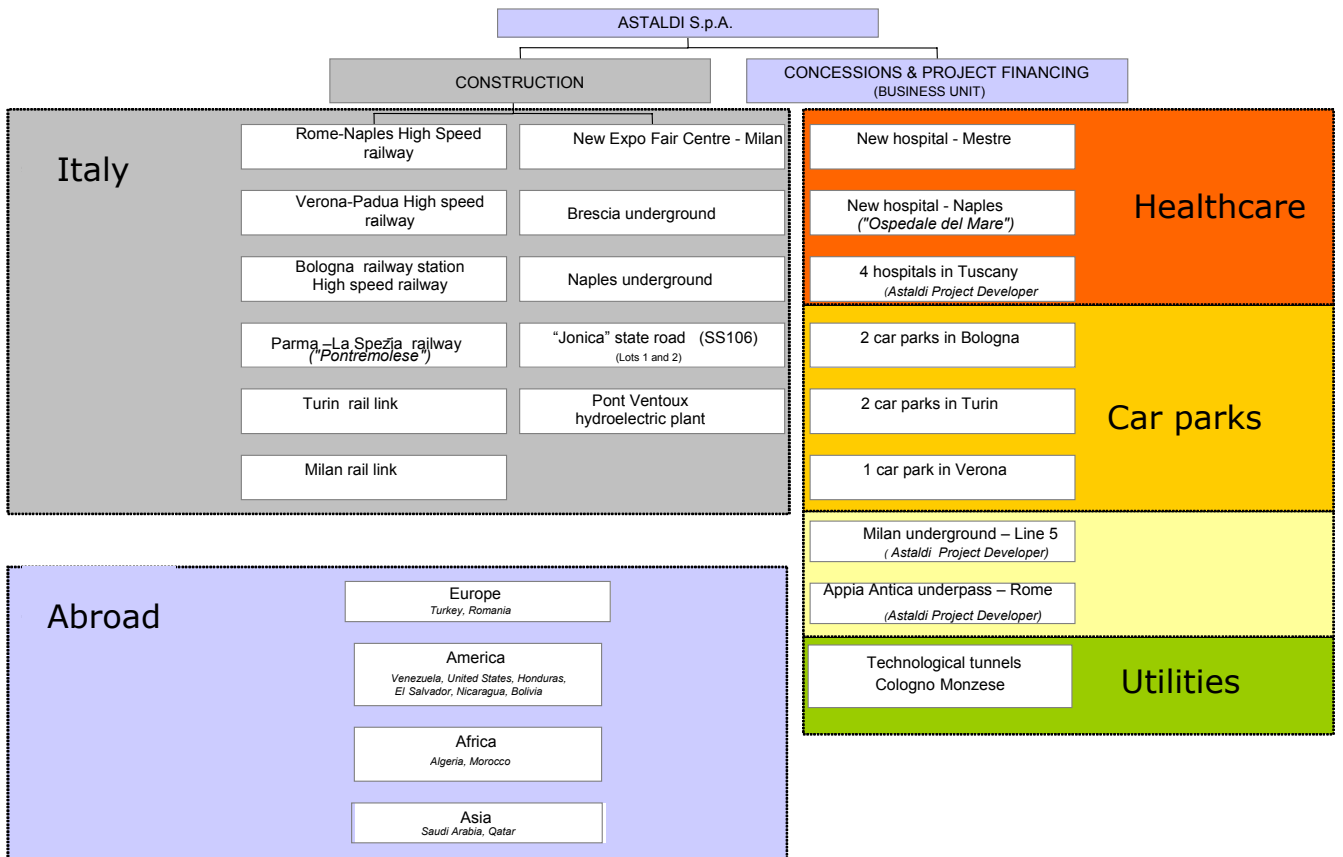 ASTALDI S.p.A.
CONSTRUCTION
CONCESSIONS & PROJECT FINANCING
(BUSINESS UNIT)
Italy
Rome-Naples High Speed
railway
Verona-Padua High speed
railway
Bologna railway station
High speed railway
Parma –La Spezia railway
("Pontremolese")
Turin rail link
Milan rail link
New Expo Fair Centre - Milan
Brescia underground
Naples underground
“Jonica” state road (SS106)
(Lots 1 and 2)
Pont Ventoux
hydroelectric plant
Abroad
Europe
Turkey, Romania
America
Venezuela, United States, Honduras,
El Salvador, Nicaragua, Bolivia
Africa
Algeria, Morocco
Asia
Saudi Arabia, Qatar
Healthcare
New hospital - Mestre
New hospital - Naples
("Ospedale del Mare")
4 hospitals in Tuscany
(Astaldi Project Developer
Car parks
2 car parks in Bologna
2 car parks in Turin
1 car park in Verona
Milan underground – Line 5
( Astaldi Project Developer)
Appia Antica underpass – Rome
(Astaldi Project Developer)
Utilities
Technological tunnels
Cologno Monzese